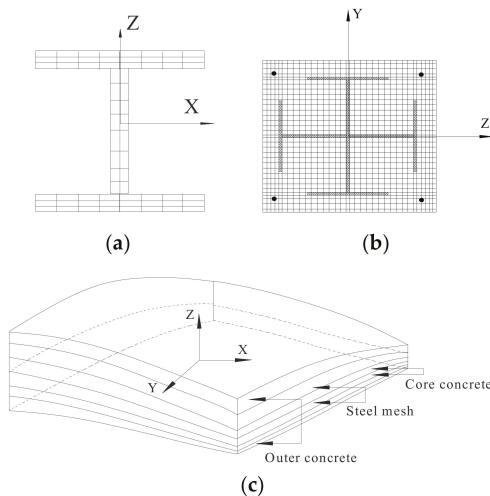 Z
X
(a)
Y
Z
(b)
Z
X
Y
Core concrete
Steel mesh
Outer concrete
(c)